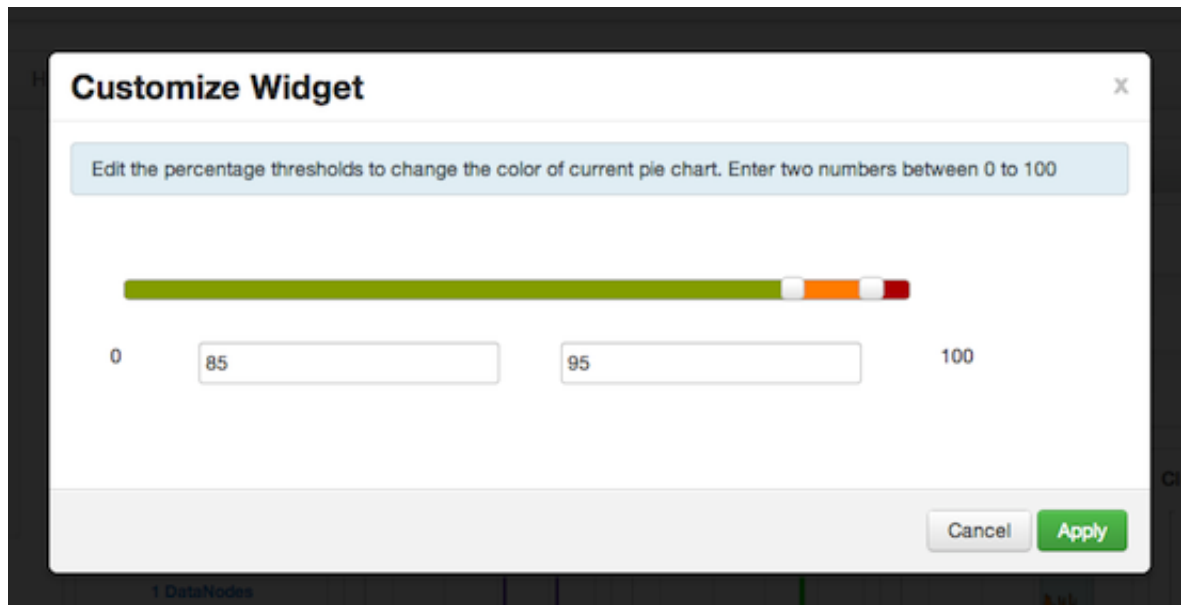 Customize Widget
x
Edit the percentage thresholds to change the color of current pie chart. Enter two numbers between 0 to 100
0
85
95
100
Cancel
Apply
1 DataNodes